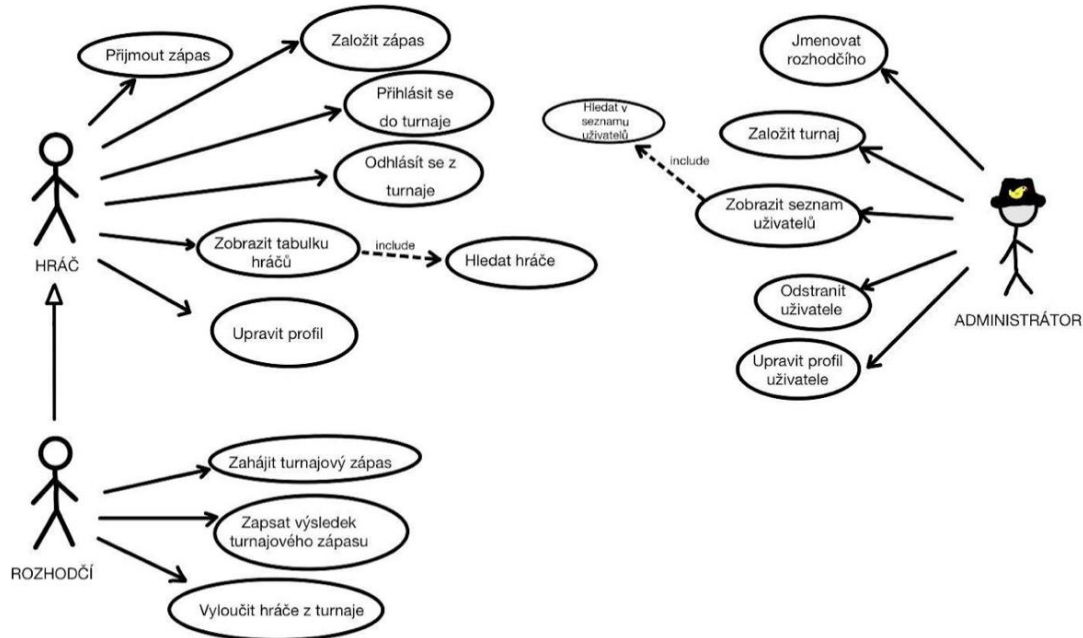 Přijmout zápas
Založit zápas
Přihlásit se
do turnaje
Odhlásít se z
turnaje
Zobrazit tabulku
hráčů
include
Hledat hráče
Upravit profil
HRÁČ
Zahájit turnajový zápas
Zapsat výsledek
turnajového zápasu
Vyloučit hráče z turnaje
ROZHODČÍ
Jmenovat
rozhodčího
Hledat v
seznamu
uživatelů
include
Založit turnaj
Zobrazit seznam
uživatelů
Odstranit
uživatele
Upravit profil
uživatele
ADMINISTRÁTOR